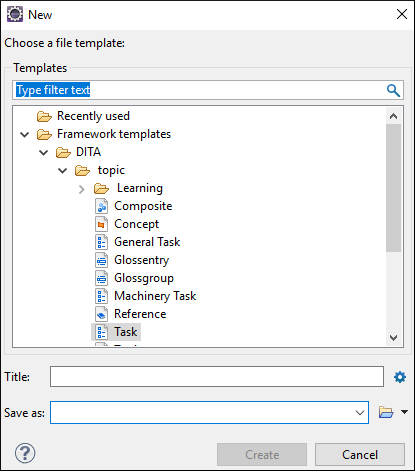 New
Choose a file template:
Templates
Type filter text
Recently used
Framework templates
DITA
topic
Learning
Composite
Concept
General Task
Glossentry
Glossgroup
Machinery Task
Reference
Task
Title:
Save as:
Create
Cancel